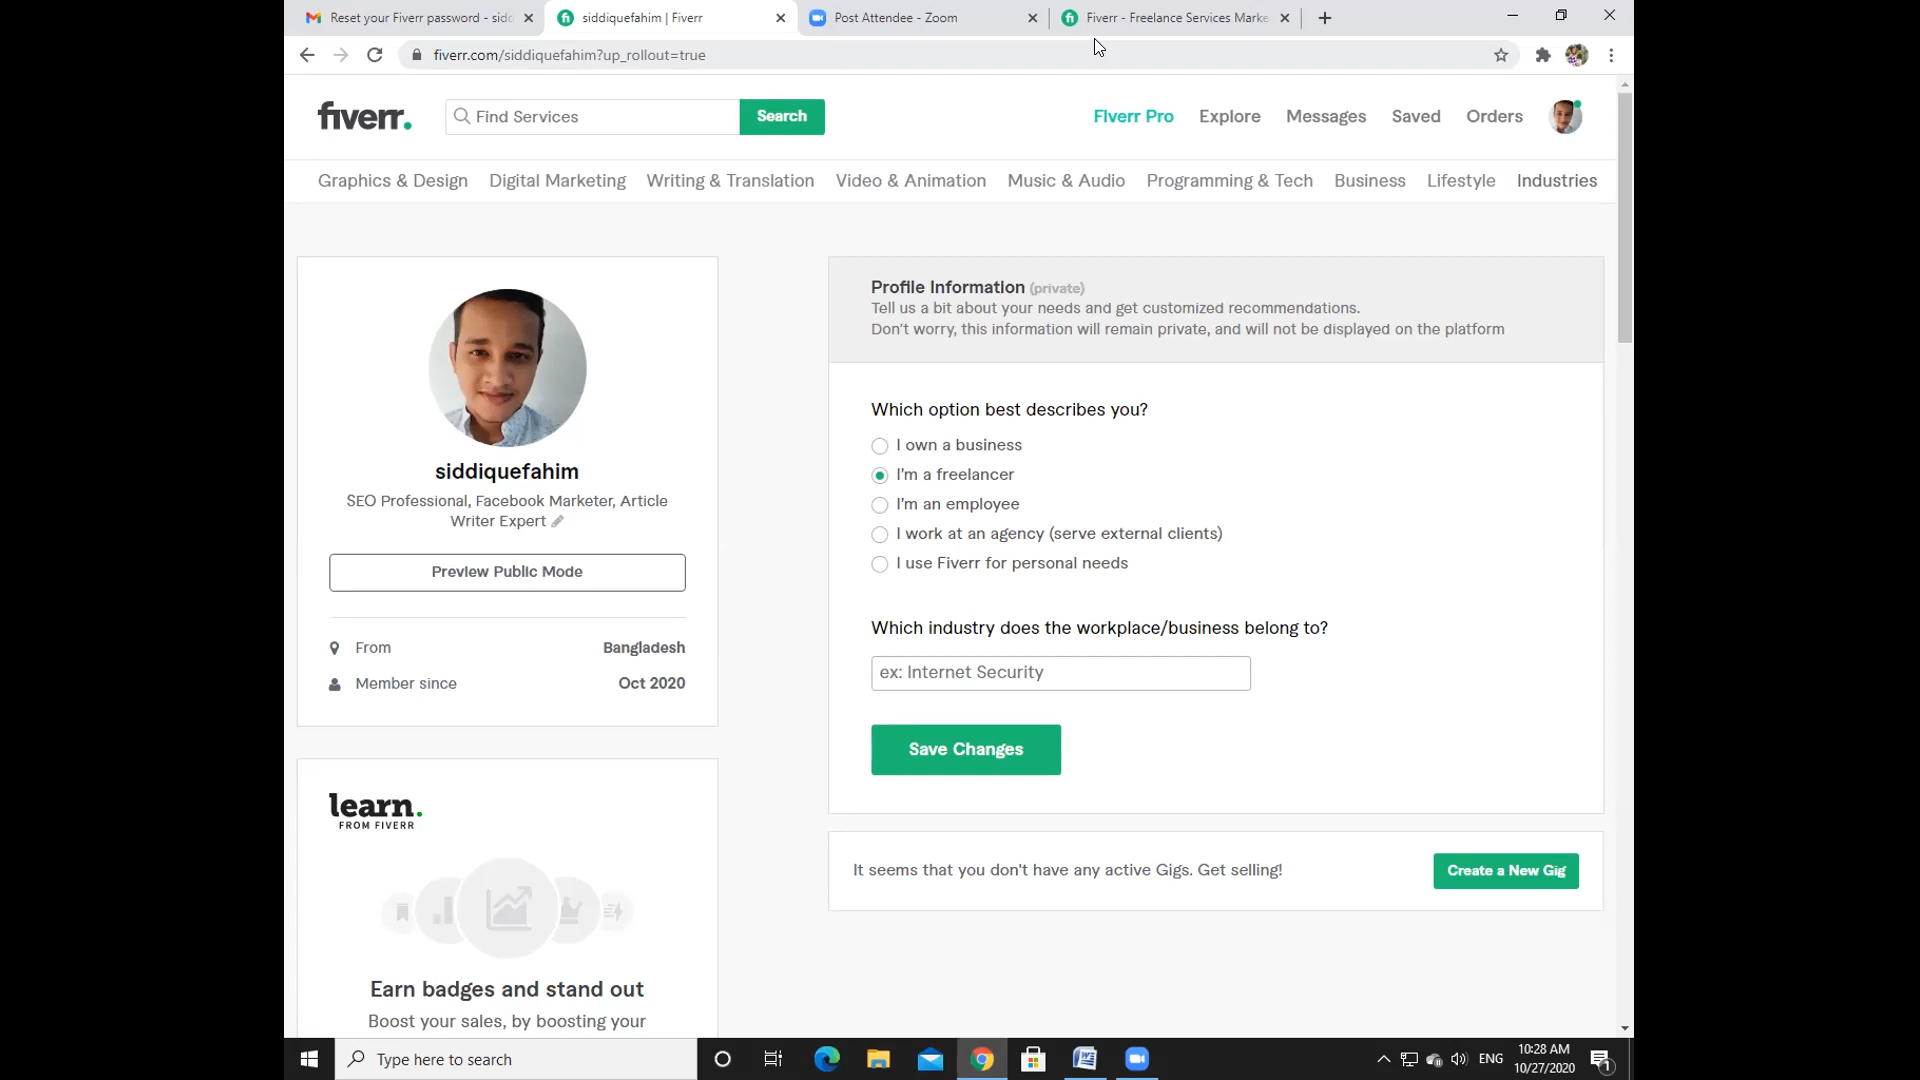 Reset your Fiverr password - sidd
siddiquefahim | Fiverr
Post Attendee - Zoom
Fiverr - Freelance Services Marke
fiverr.com/siddiquefahim?up_rollout=true
fiverr.
Find Services
Search
Fiverr Pro
Explore
Messages
Saved
Orders
Graphics & Design
Digital Marketing
Writing & Translation
Video & Animation
Music & Audio
Programming & Tech
Business
Lifestyle
Industries
siddiquefahim
SEO Professional, Facebook Marketer, Article
Writer Expert
Preview Public Mode
From Bangladesh
Member since Oct 2020
learn.
FROM FIVERR
Earn badges and stand out
Boost your sales, by boosting your
Profile Information (private)
Tell us a bit about your needs and get customized recommendations.
Don't worry, this information will remain private, and will not be displayed on the platform
Which option best describes you?
I own a business
I'm a freelancer
I'm an employee
I work at an agency (serve external clients)
I use Fiverr for personal needs
Which industry does the workplace/business belong to?
ex: Internet Security
Save Changes
It seems that you don't have any active Gigs. Get selling!
Create a New Gig
Type here to search
ENG
10:28 AM
10/27/2020
1